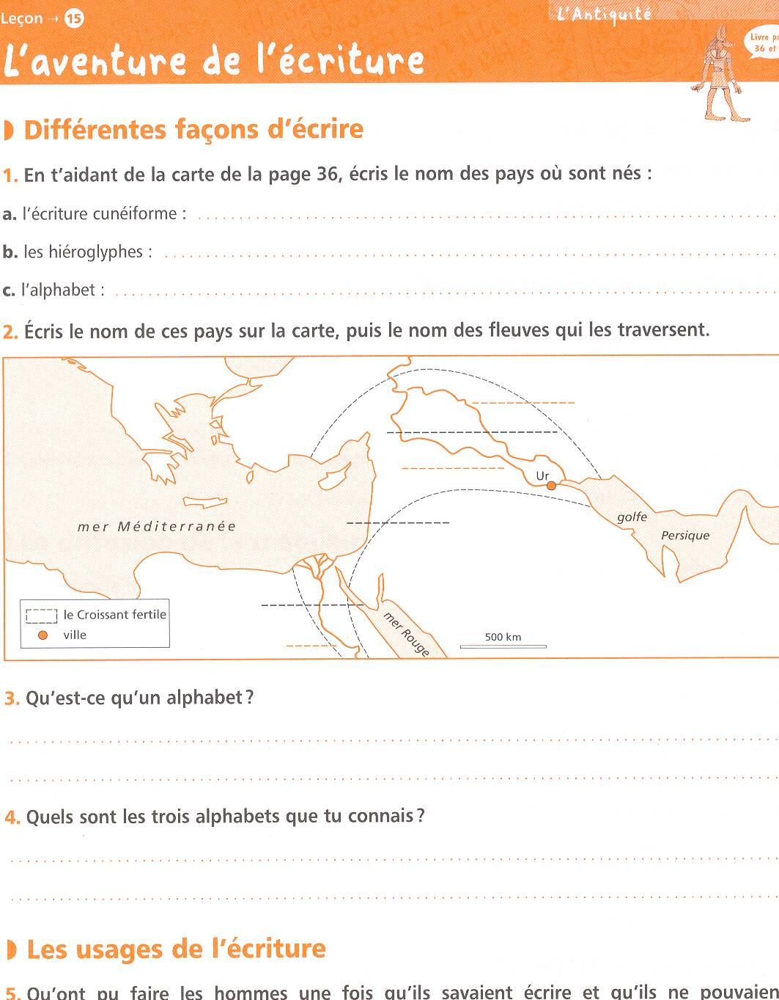 Leçon → 15
L'Antiquité
L'aventure de l'écriture
Livre
36 et
Différentes façons d'écrire
1. En t'aidant de la carte de la page 36, écris le nom des pays où sont nés :
a. l'écriture cunéiforme :
b. les hiéroglyphes :
c. l'alphabet :
2. Écris le nom de ces pays sur la carte, puis le nom des fleuves qui les traversent.
Ur
mer Méditerranée
golfe
Persique
le Croissant fertile
ville
mer Rouge
500 km
3. Qu'est-ce qu'un alphabet ?
4. Quels sont les trois alphabets que tu connais ?
Les usages de l'écriture
5. Qu'ont pu faire les hommes une fois qu'ils savaient écrire et qu'ils ne